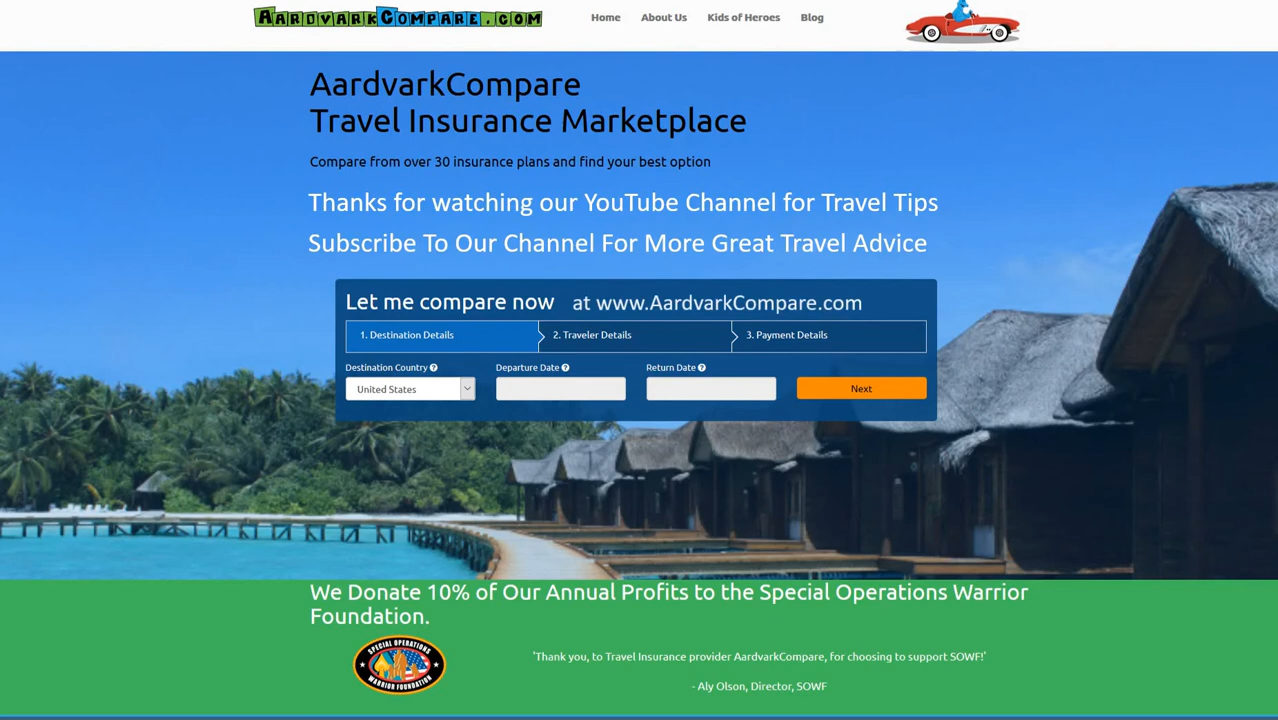 AARDVARKCOMPARE.COM
Home About Us Kids of Heroes Blog
AardvarkCompare
Travel Insurance Marketplace
Compare from over 30 insurance plans and find your best option
Thanks for watching our YouTube Channel for Travel Tips
Subscribe To Our Channel For More Great Travel Advice
Let me compare now at www.AardvarkCompare.com
1. Destination Details 2. Traveler Details 3. Payment Details
Destination Country ? Departure Date ? Return Date ?
United States Next
We Donate 10% of Our Annual Profits to the Special Operations Warrior
Foundation.
SPECIAL OPERATIONS
WARRIOR FOUNDATION
'Thank you, to Travel Insurance provider AardvarkCompare, for choosing to support SOWF!'
- Aly Olson, Director, SOWF